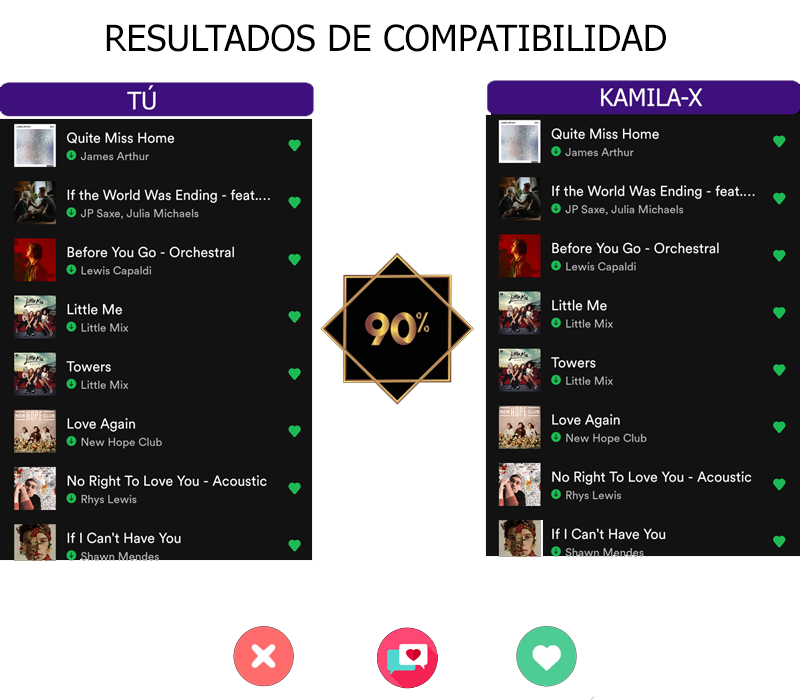 RESULTADOS DE COMPATIBILIDAD
TÚ
Quite Miss Home
James Arthur
If the World Was Ending - feat....
JP Saxe, Julia Michaels
Before You Go - Orchestral
Lewis Capaldi
Little Me
Little Mix
Towers
Little Mix
Love Again
New Hope Club
No Right To Love You - Acoustic
Rhys Lewis
If I Can't Have You
Shawn Mendes
90%
KAMILA-X
Quite Miss Home
James Arthur
If the World Was Ending - feat....
JP Saxe, Julia Michaels
Before You Go - Orchestral
Lewis Capaldi
Little Me
Little Mix
Towers
Little Mix
Love Again
New Hope Club
No Right To Love You - Acoustic
Rhys Lewis
If I Can't Have You
Shawn Mendes